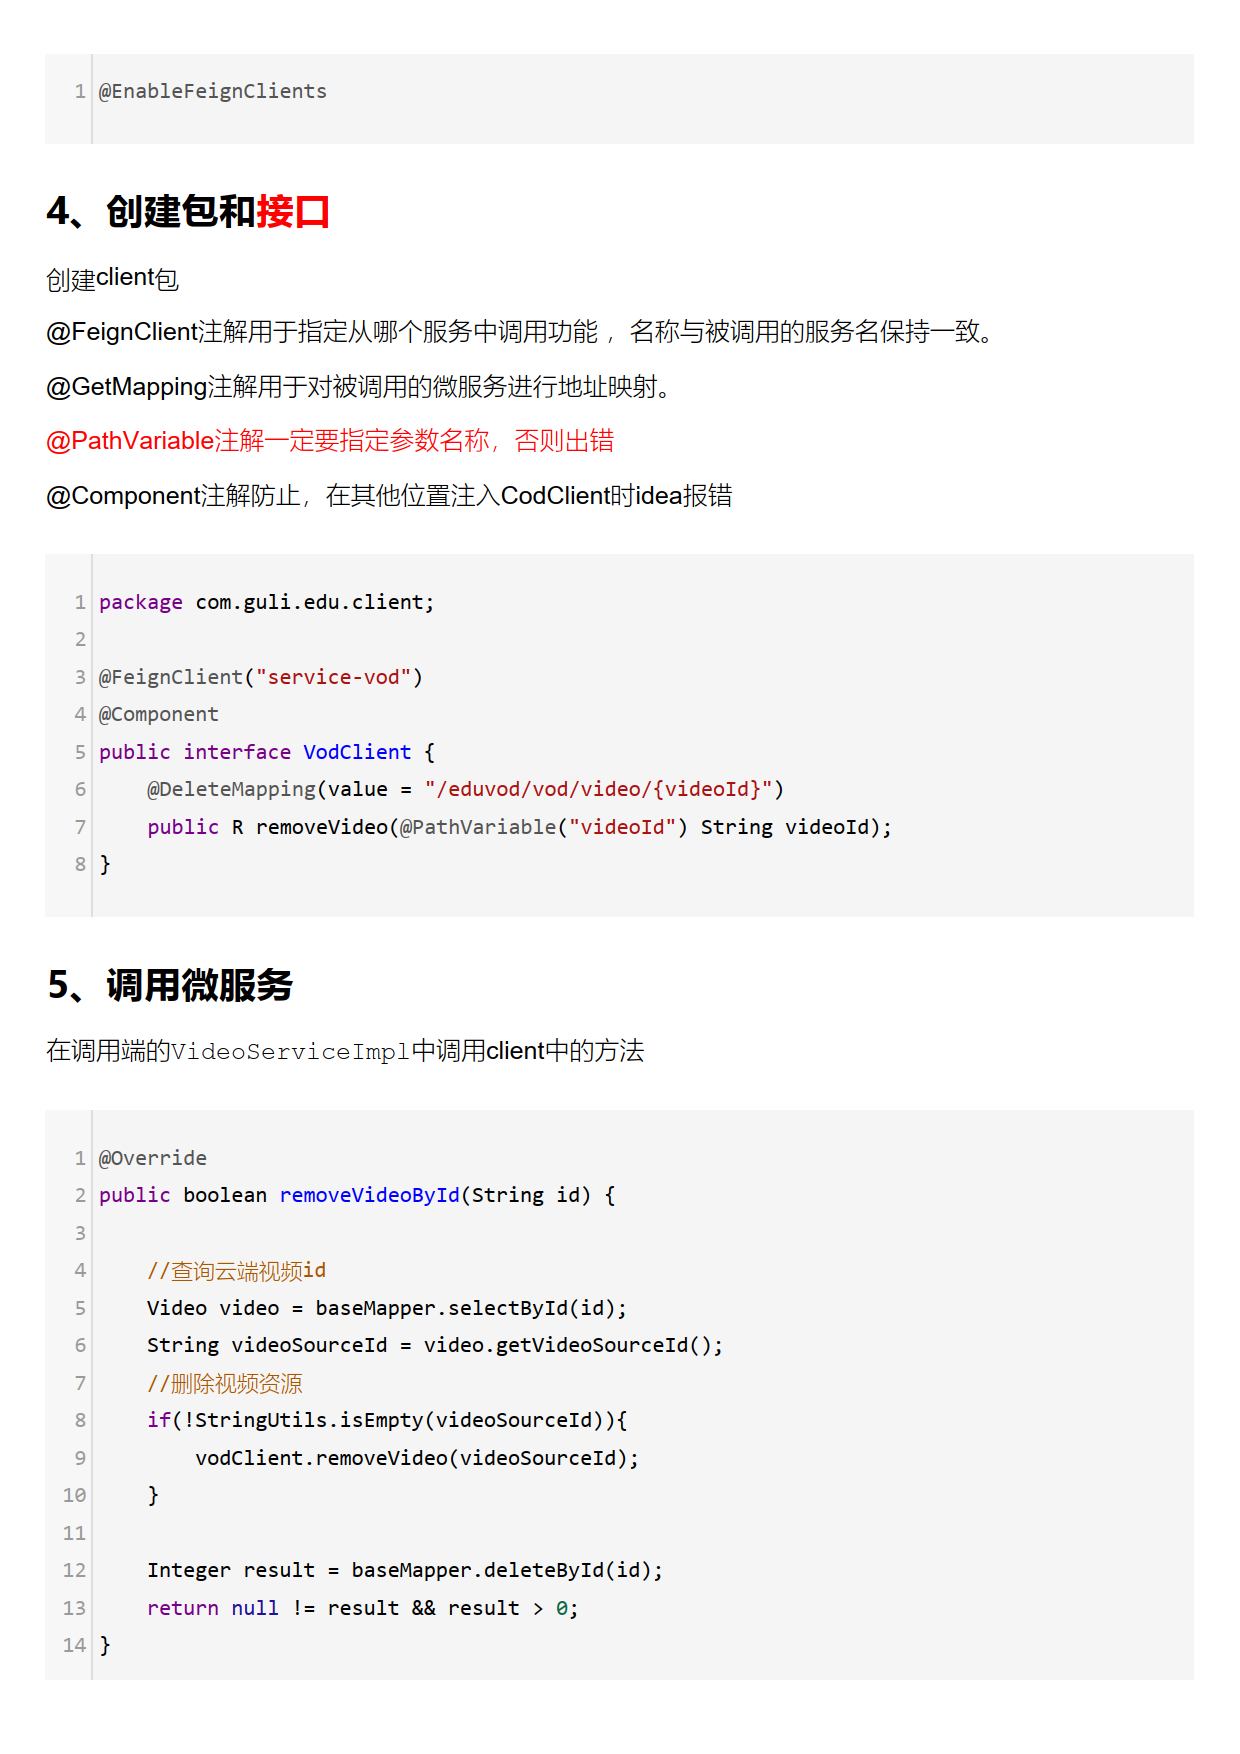 1 @EnableFeignClients
4、创建包和接口
创建client包
@FeignClient注解用于指定从哪个服务中调用功能 ，名称与被调用的服务名保持一致。
@GetMapping注解用于对被调用的微服务进行地址映射。
@PathVariable注解一定要指定参数名称，否则出错
@Component注解防止，在其他位置注入CodClient时idea报错
1 package com.guli.edu.client;
2
3 @FeignClient("service-vod")
4 @Component
5 public interface VodClient {
6     @DeleteMapping(value = "/eduvod/vod/video/{videoId}")
7     public R removeVideo(@PathVariable("videoId") String videoId);
8 }
5、调用微服务
在调用端的VideoServiceImpl中调用client中的方法
1 @Override
2 public boolean removeVideoById(String id) {
3
4     //查询云端视频id
5     Video video = baseMapper.selectById(id);
6     String videoSourceId = video.getVideoSourceId();
7     //删除视频资源
8     if(!StringUtils.isEmpty(videoSourceId)){
9         vodClient.removeVideo(videoSourceId);
10     }
11
12     Integer result = baseMapper.deleteById(id);
13     return null != result && result > 0;
14 }